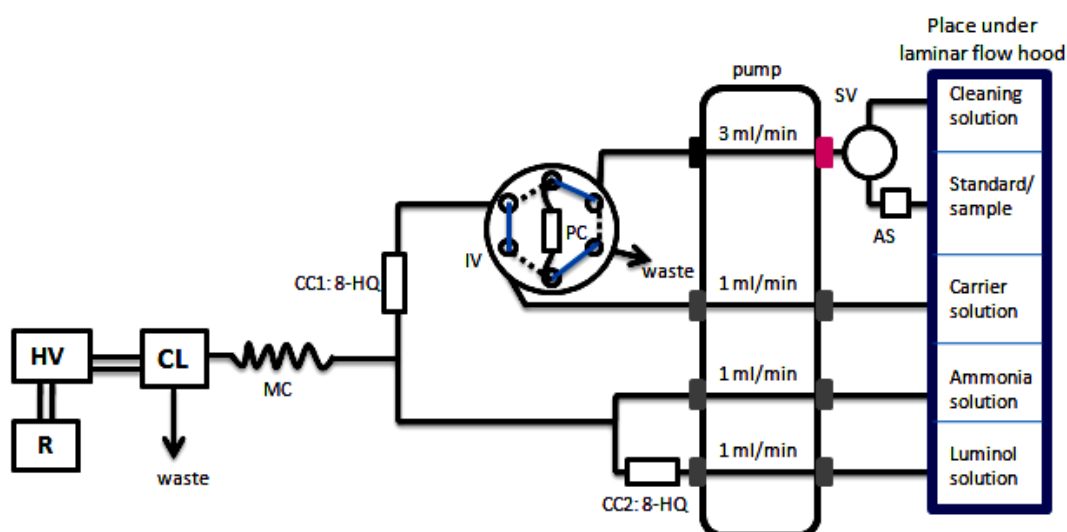 Place under
laminar flow hood
pump
SV
Cleaning
solution
3 ml/min
Standard/
sample
AS
PC
IV
waste
CC1: 8-HQ
1 ml/min
Carrier
solution
HV
CL
MC
1 ml/min
Ammonia
solution
R
waste
1 ml/min
Luminol
solution
CC2: 8-HQ